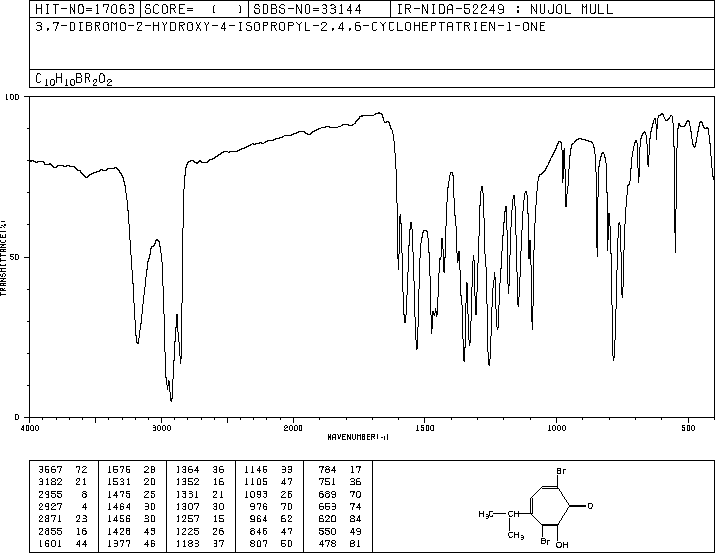 HIT-NO=17063 SCORE= ( ) SDBS-NO=33144 IR-NIDA-52249 : NUJOL MULL
3,7-DIBROMO-2-HYDROXY-4-ISOPROPYL-2,4,6-CYCLOHEPTATRIEN-1-ONE
C10H10BR2O2
100
50
0
TRANSMITTANCE(%)
4000 3000 2000 1500 1000 500
WAVENUMBER(-1)
3567 72 1576 28 1364 36 1146 33 784 17
3182 21 1531 20 1352 16 1105 47 751 36
2955 8 1475 25 1331 21 1093 26 689 70
2927 4 1464 30 1307 30 976 70 653 74
2871 23 1456 30 1257 15 964 62 620 84
2855 16 1428 43 1225 26 846 47 550 49
1601 44 1377 46 1183 37 807 50 478 81
Br
O
H3C CH
CH3
Br OH